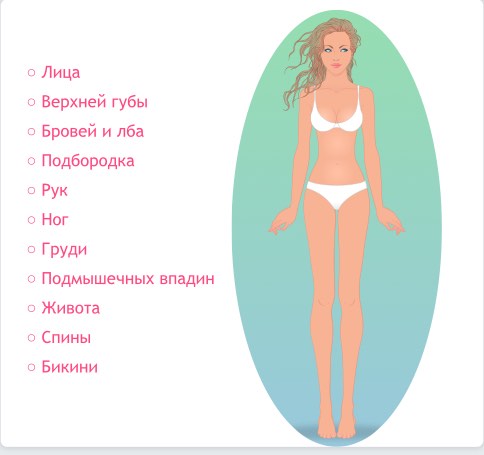 Лица
Верхней губы
Бровей и лба
Подбородка
Рук
Ног
Груди
Подмышечных впадин
Живота
Спины
Бикини